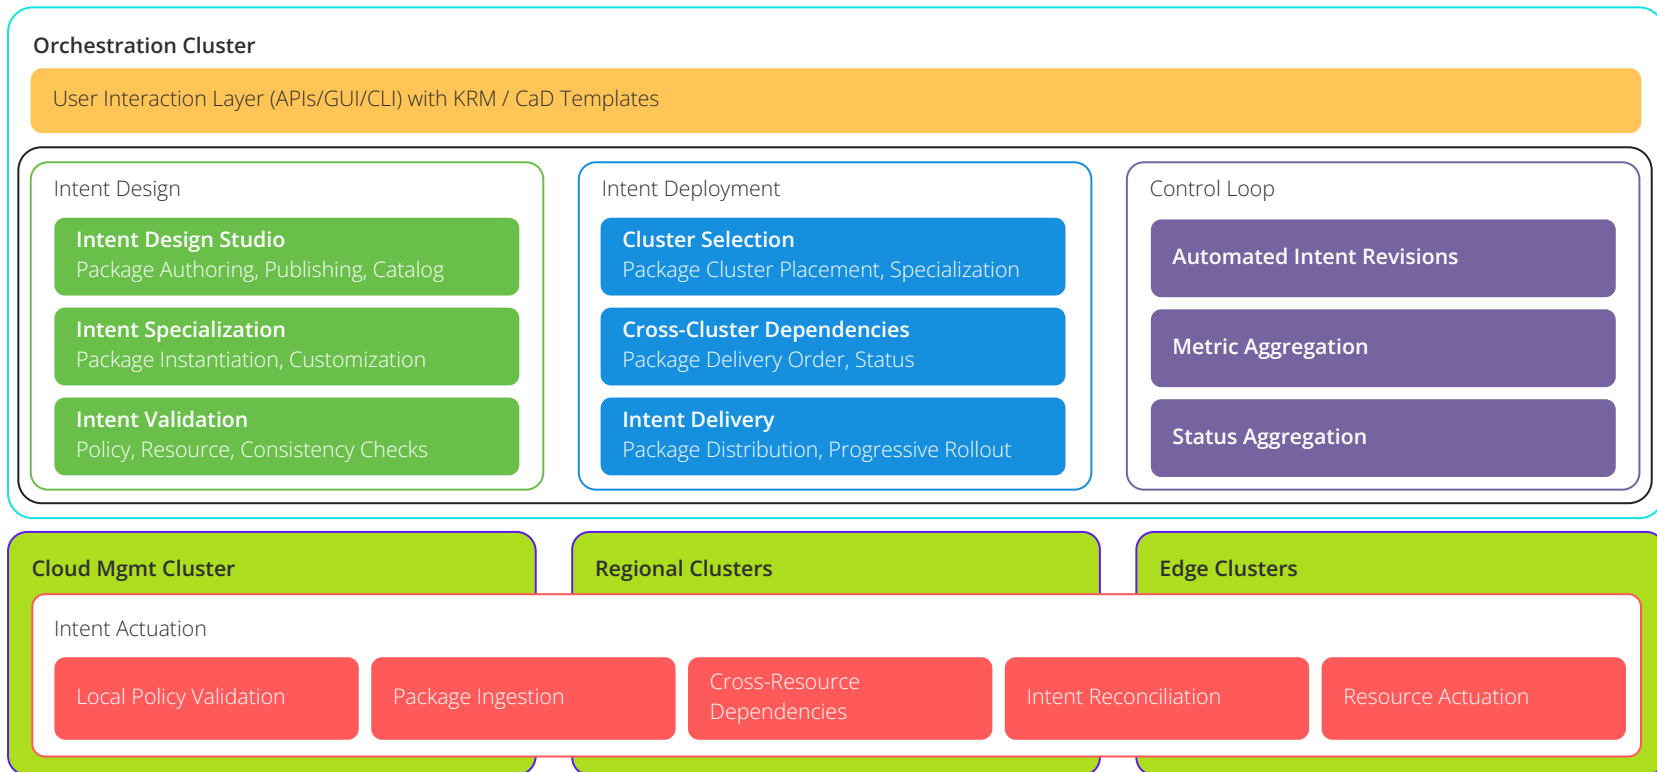 Orchestration Cluster
User Interaction Layer (APIs/GUI/CLI) with KRM / CaD Templates
Intent Design
Intent Design Studio
Package Authoring, Publishing, Catalog
Intent Specialization
Package Instantiation, Customization
Intent Validation
Policy, Resource, Consistency Checks
Intent Deployment
Cluster Selection
Package Cluster Placement, Specialization
Cross-Cluster Dependencies
Package Delivery Order, Status
Intent Delivery
Package Distribution, Progressive Rollout
Control Loop
Automated Intent Revisions
Metric Aggregation
Status Aggregation
Cloud Mgmt Cluster
Regional Clusters
Edge Clusters
Intent Actuation
Local Policy Validation
Package Ingestion
Cross-Resource
Dependencies
Intent Reconciliation
Resource Actuation